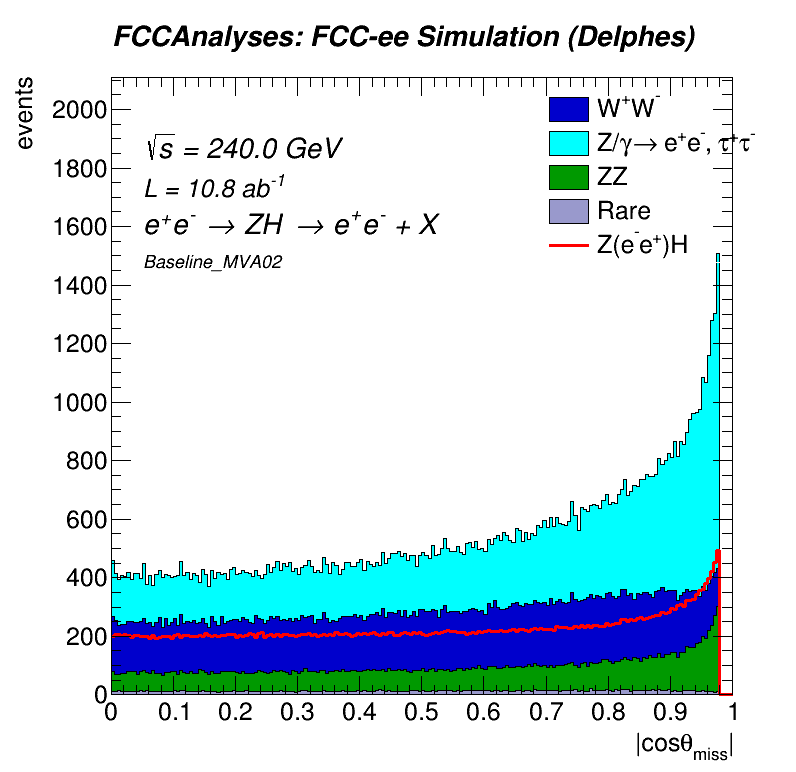 FCCAnalyses: FCC-ee Simulation (Delphes)
events
2000
1800
1600
1400
1200
1000
800
600
400
200
0
√s = 240.0 GeV
L = 10.8 ab⁻¹
e⁺e⁻ → ZH → e⁺e⁻ + X
Baseline_MVA02
W⁺W⁻
Z/γ→ e⁺e⁻, τ⁺τ⁻
ZZ
Rare
Z(e⁻e⁺)H
0 0.1 0.2 0.3 0.4 0.5 0.6 0.7 0.8 0.9 1
|cosθ_miss|